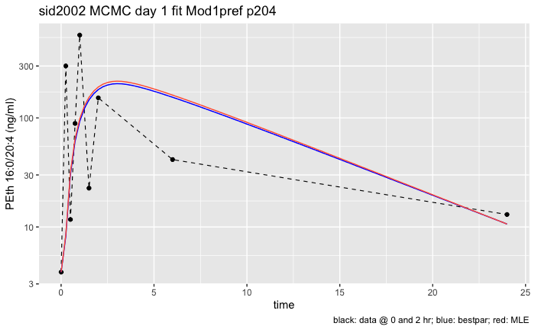 sid2002 MCMC day 1 fit Mod1pref p204
PEth 16:0/20:4 (ng/ml)
300
100
30
10
3
0
5
10
15
20
25
time
black: data @ 0 and 2 hr; blue: bestpar; red: MLE